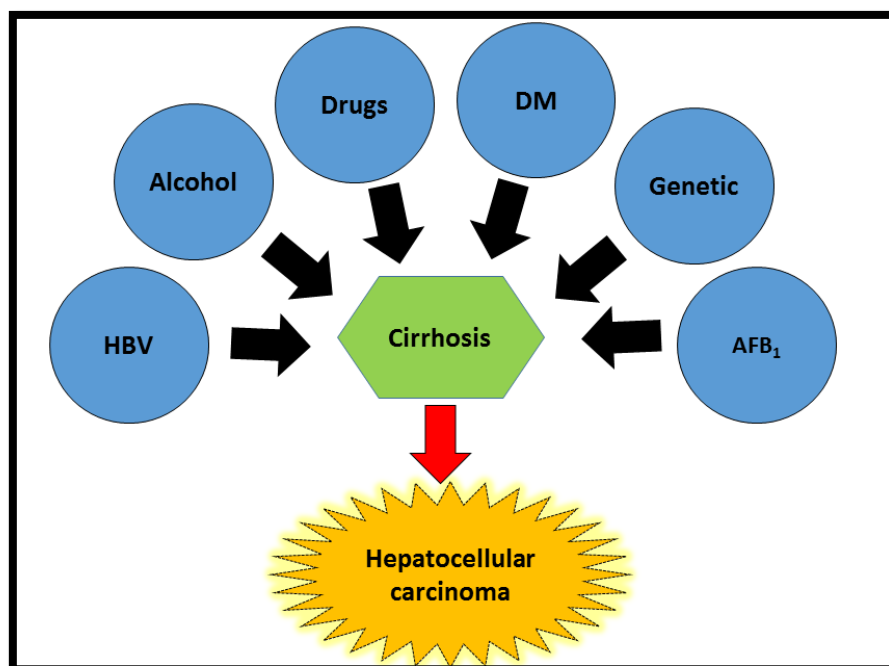 Drugs
DM
Alcohol
Genetic
HBV
Cirrhosis
AFB₁
Hepatocellular
carcinoma